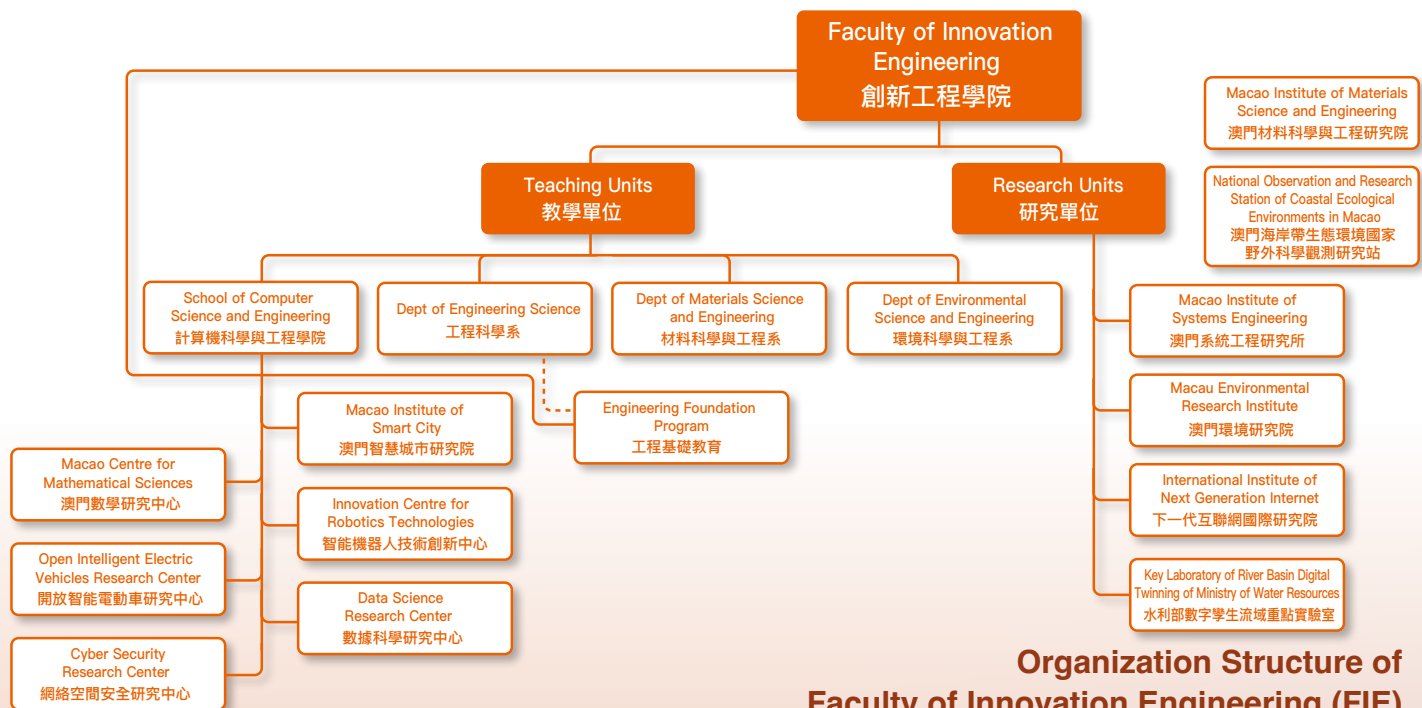 Faculty of Innovation
Engineering
創新工程學院
Macao Institute of Materials
Science and Engineering
澳門材料科學與工程研究院
National Observation and Research
Station of Coastal Ecological
Environments in Macao
澳門海岸帶生態環境國家
野外科學觀測研究站
Teaching Units
教學單位
Research Units
研究單位
School of Computer
Science and Engineering
計算機科學與工程學院
Dept of Engineering Science
工程科學系
Dept of Materials Science
and Engineering
材料科學與工程系
Dept of Environmental
Science and Engineering
環境科學與工程系
Macao Institute of
Systems Engineering
澳門系統工程研究所
Macau Environmental
Research Institute
澳門環境研究院
International Institute of
Next Generation Internet
下一代互聯網國際研究院
Key Laboratory of River Basin Digital
Twinning of Ministry of Water Resources
水利部數字孿生流域重點實驗室
Macao Institute of
Smart City
澳門智慧城市研究院
Engineering Foundation
Program
工程基礎教育
Macao Centre for
Mathematical Sciences
澳門數學研究中心
Innovation Centre for
Robotics Technologies
智能機器人技術創新中心
Open Intelligent Electric
Vehicles Research Center
開放智能電動車研究中心
Data Science
Research Center
數據科學研究中心
Cyber Security
Research Center
網絡空間安全研究中心
Organization Structure of
Faculty of Innovation Engineering (FIE)